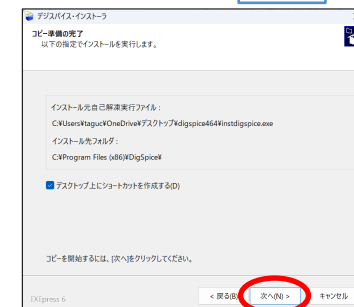 デジスパイス・インストーラ
コピー準備の完了
以下の指定でインストールを実行します。
インストール元自己解凍実行ファイル :
C:¥Users¥taguc¥OneDrive¥デスクトップ¥digspice464¥instdigspice.exe
インストール先フォルダ :
C:¥Program Files (x86)¥DigSpice¥
デスクトップ上にショートカットを作成する(D)
コピーを開始するには、[次へ]をクリックしてください。
EXEpress 6
< 戻る(B) 次へ(N) > キャンセル